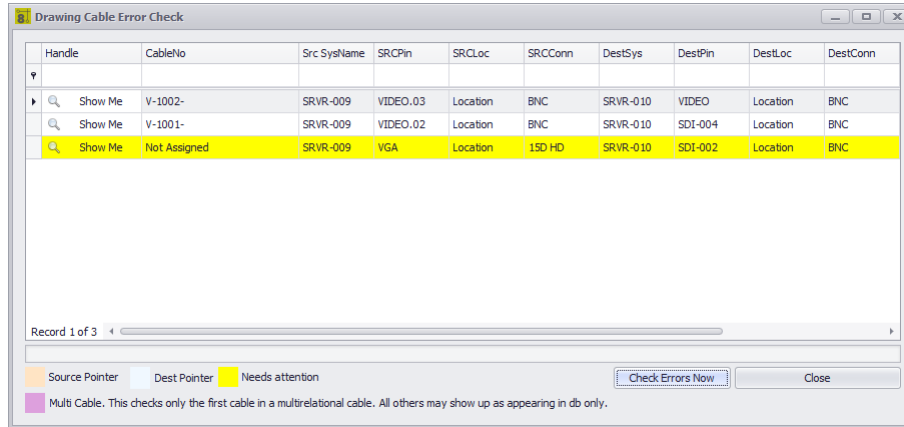 8 Drawing Cable Error Check
Handle CableNo Src SysName SRCPin SRCLoc SRCConn DestSys DestPin DestLoc DestConn
Show Me V-1002- SRVR-009 VIDEO.03 Location BNC SRVR-010 VIDEO Location BNC
Show Me V-1001- SRVR-009 VIDEO.02 Location BNC SRVR-010 SDI-004 Location BNC
Show Me Not Assigned SRVR-009 VGA Location 15D HD SRVR-010 SDI-002 Location BNC
Record 1 of 3
Source Pointer Dest Pointer Needs attention Check Errors Now Close
Multi Cable. This checks only the first cable in a multirelational cable. All others may show up as appearing in db only.